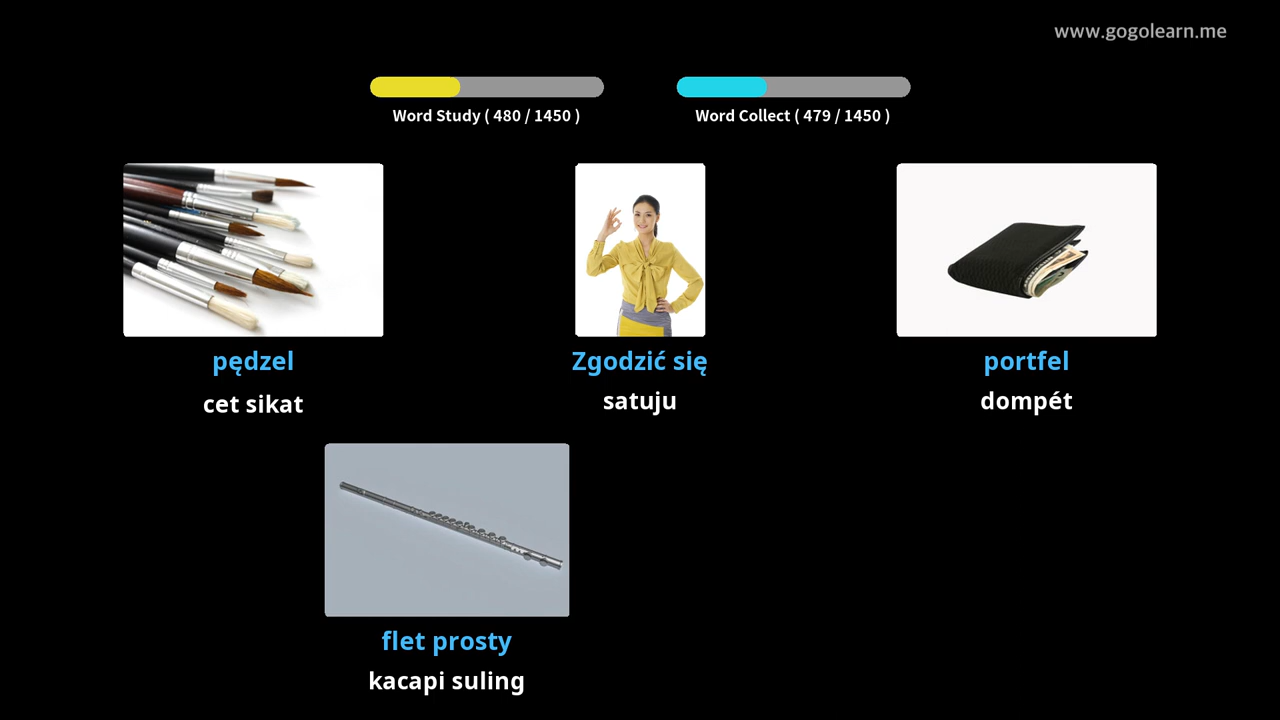 www.gogolearn.me
Word Study ( 480 / 1450 )
Word Collect ( 479 / 1450 )
pędzel
cet sikat
Zgodzić się
satuju
portfel
dompét
flet prosty
kacapi suling